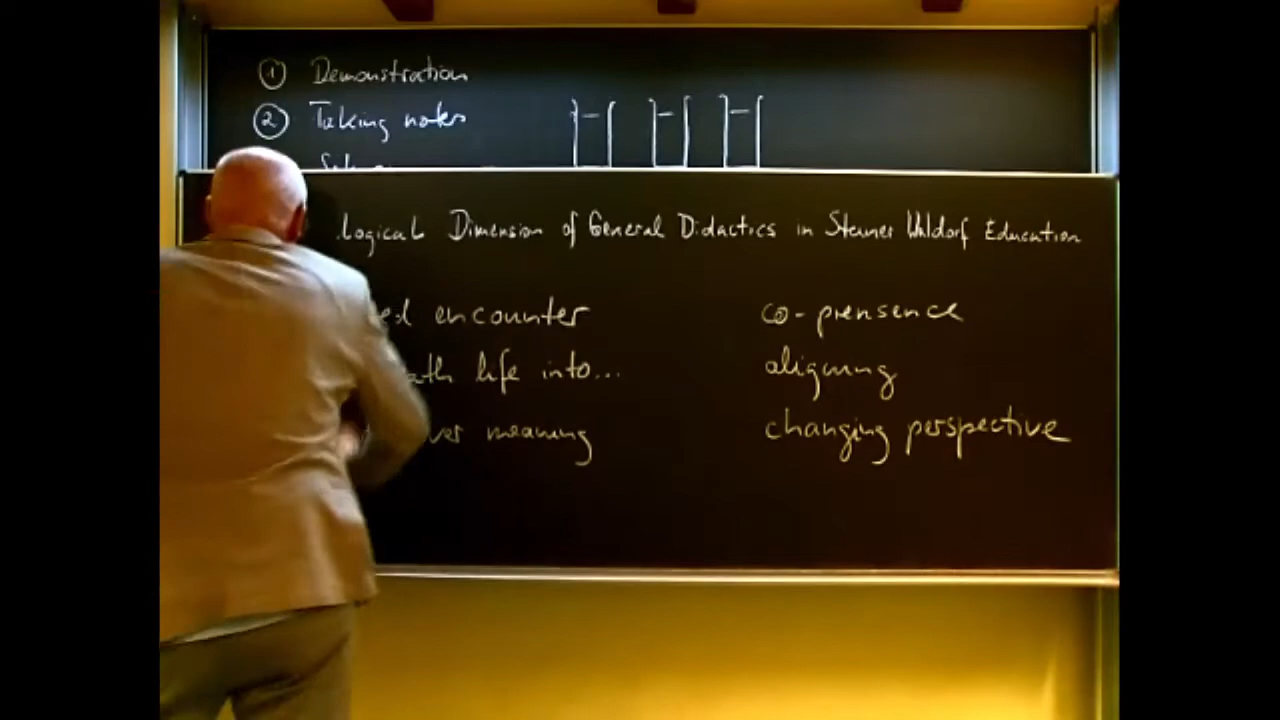 ① Demonstration
② Taking notes
logical Dimension of General Didactics in Steiner Waldorf Education
encounter co-prensence
life into... aligning
meaning changing perspective